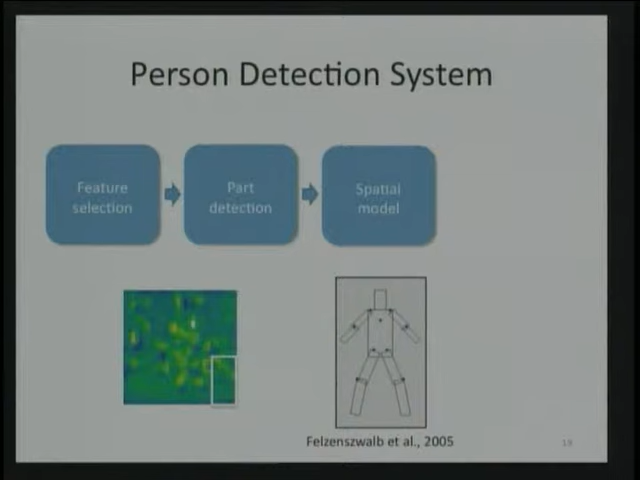 Person Detection System
Feature
selection
Part
detection
Spatial
model
Felzenszwalb et al., 2005